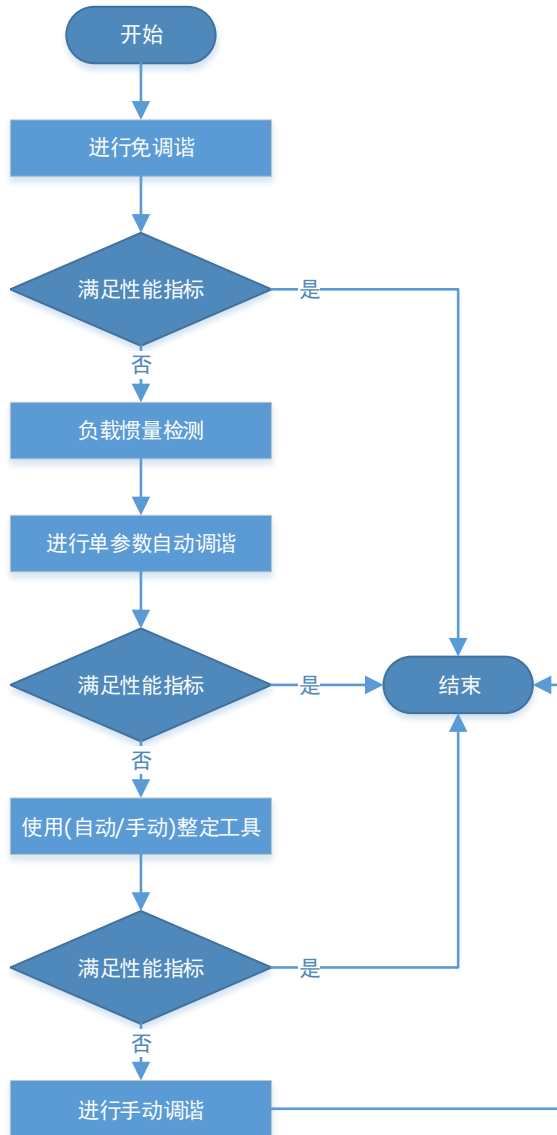 开始
进行免调谐
满足性能指标
是
否
负载惯量检测
进行单参数自动调谐
满足性能指标
是
结束
否
使用(自动/手动)整定工具
满足性能指标
是
否
进行手动调谐